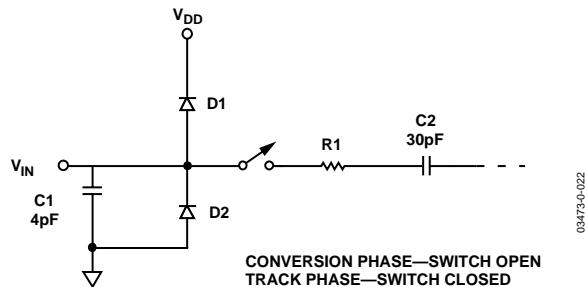 VDD
D1
R1
C2
30pF
VIN
C1
4pF
D2
CONVERSION PHASE—SWITCH OPEN
TRACK PHASE—SWITCH CLOSED
03473-0-022